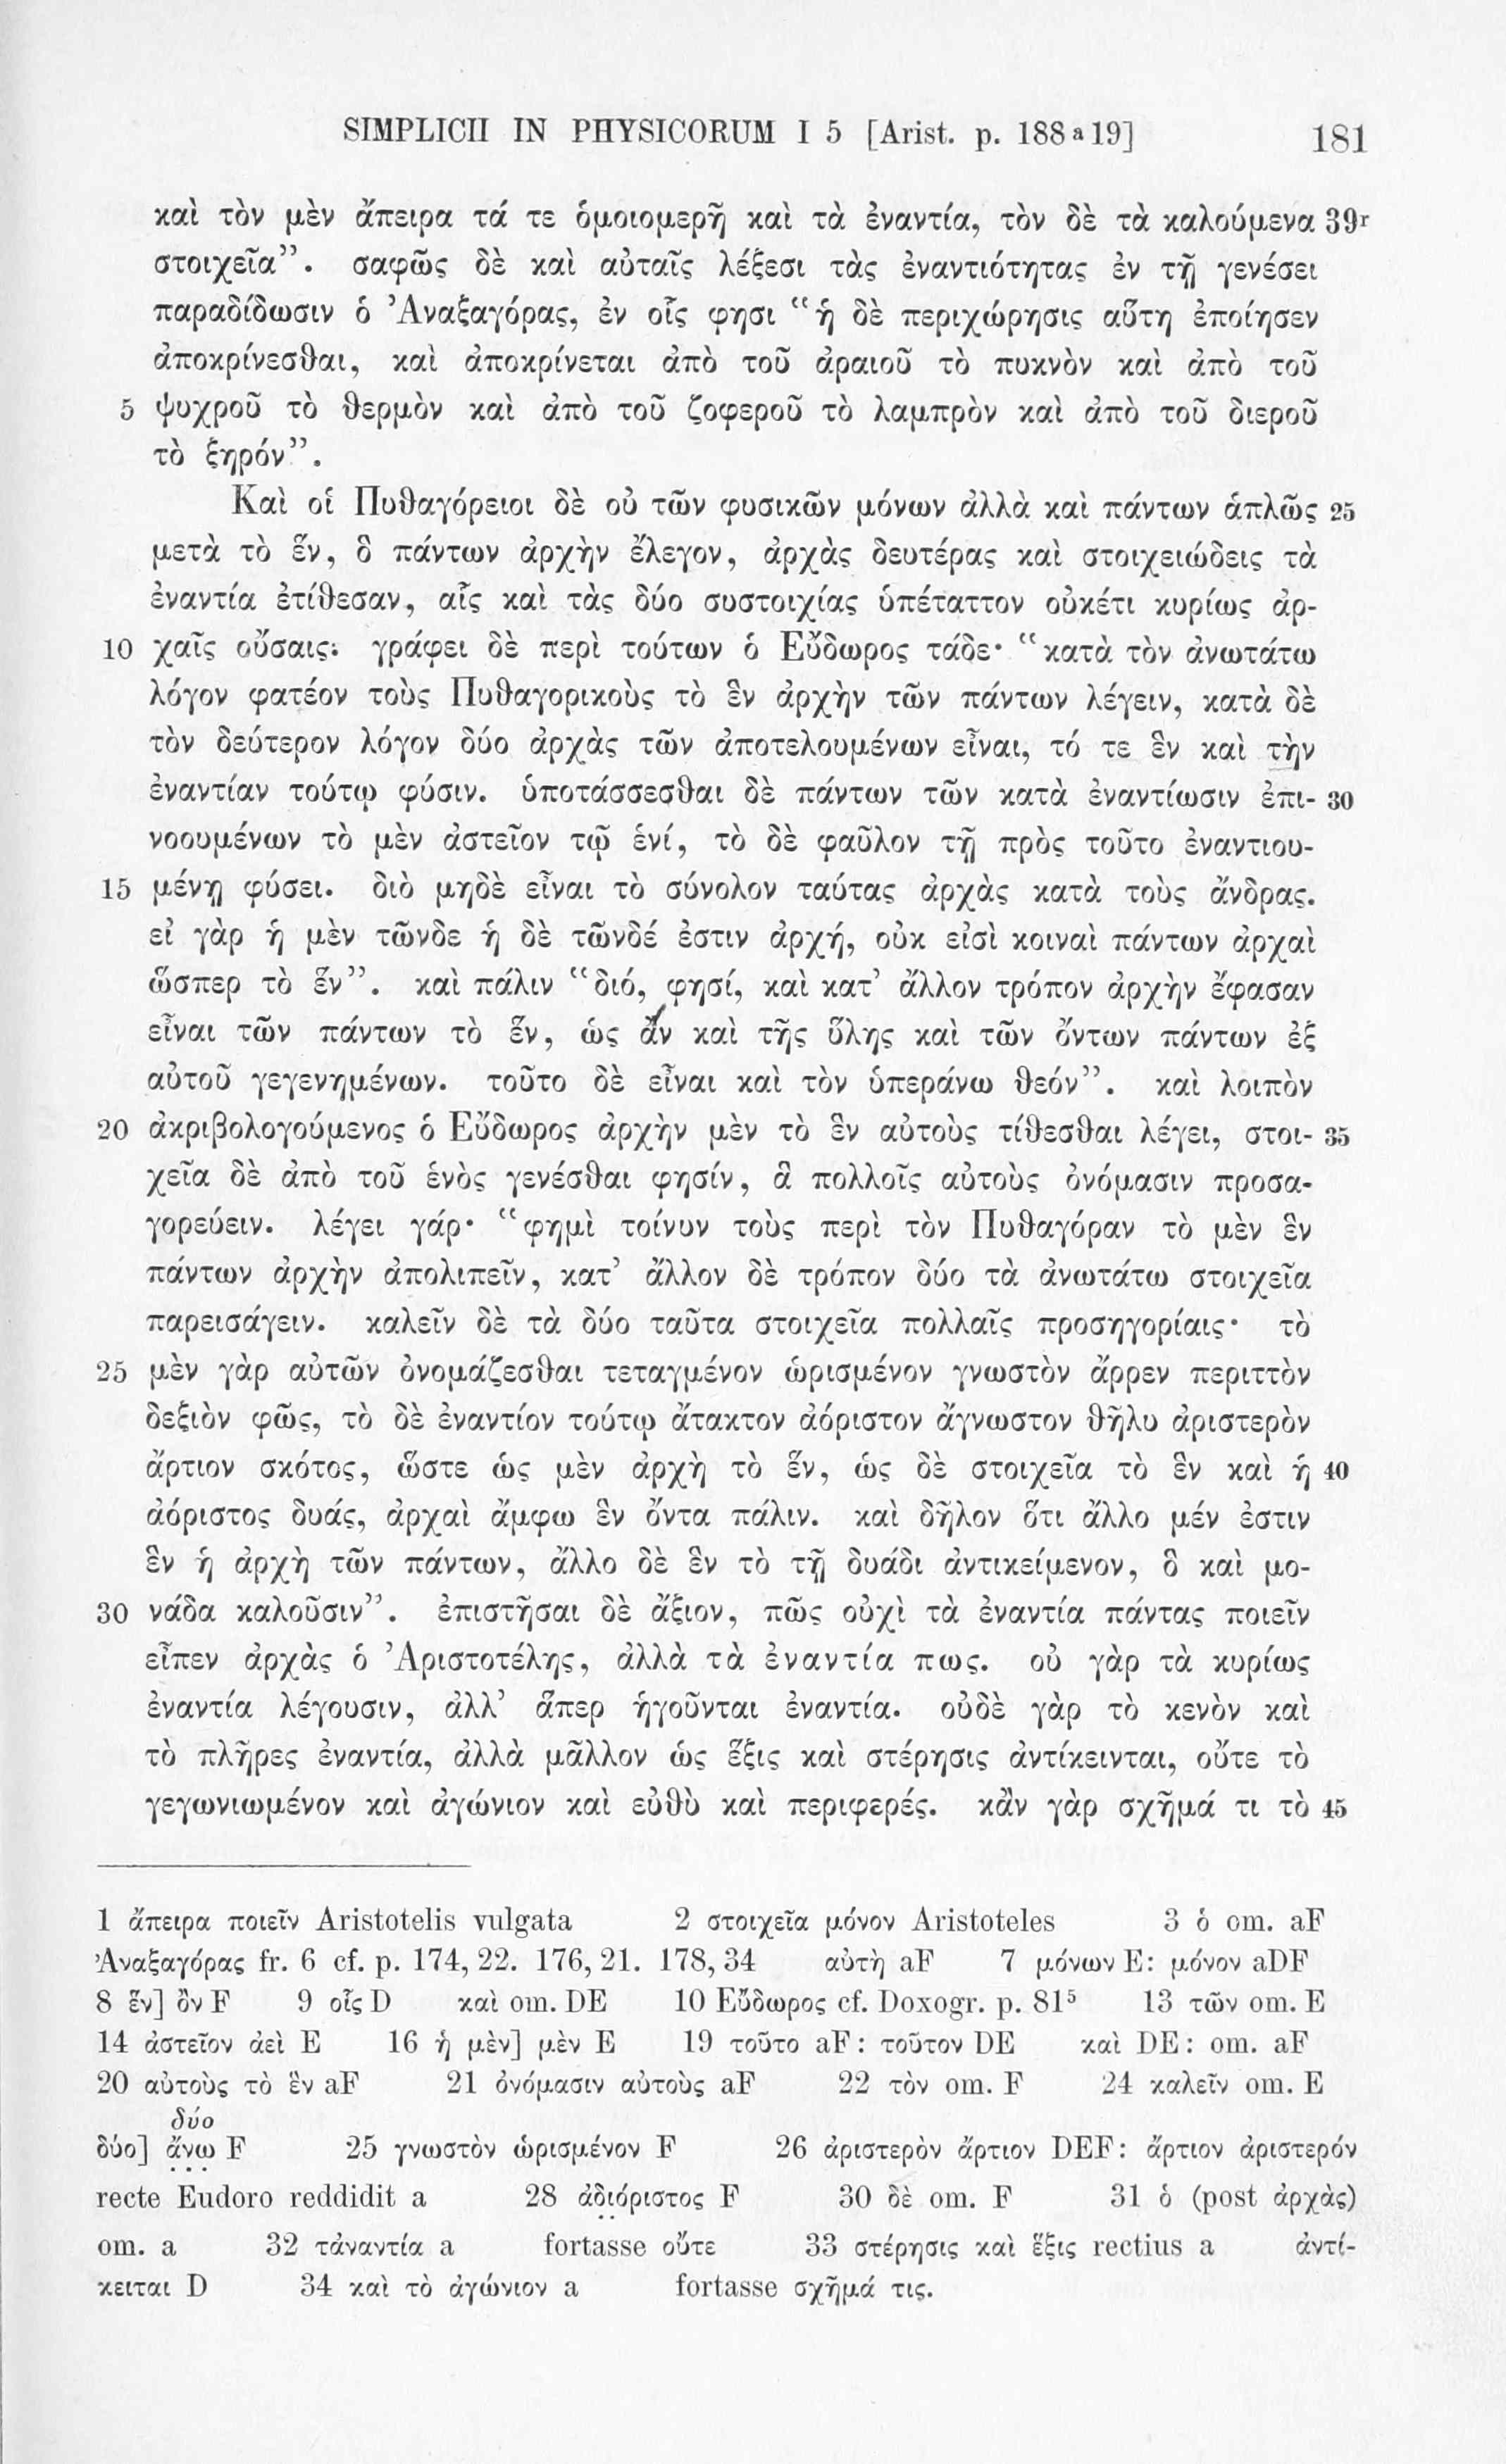 SIMPLICII IN PHYSICORUM I 5 [Arist. p. 188 a 19] 181
καὶ τὸν μὲν ἄπειρα τά τε ὁμοιομερῆ καὶ τὰ ἐναντία, τὸν δὲ τὰ καλούμενα 39r
στοιχεῖα”. σαφῶς δὲ καὶ αὐταῖς λέξεσι τὰς ἐναντιότητας ἐν τῇ γενέσει
παραδίδωσιν ὁ Ἀναξαγόρας, ἐν οἷς φησι “ἡ δὲ περιχώρησις αὕτη ἐποίησεν
ἀποκρίνεσθαι, καὶ ἀποκρίνεται ἀπὸ τοῦ ἀραιοῦ τὸ πυκνὸν καὶ ἀπὸ τοῦ
5 ψυχροῦ τὸ θερμὸν καὶ ἀπὸ τοῦ ζοφεροῦ τὸ λαμπρὸν καὶ ἀπὸ τοῦ διεροῦ
τὸ ξηρόν”.
Καὶ οἱ Πυθαγόρειοι δὲ οὐ τῶν φυσικῶν μόνων ἀλλὰ καὶ πάντων ἁπλῶς 25
μετὰ τὸ ἕν, ὃ πάντων ἀρχὴν ἔλεγον, ἀρχὰς δευτέρας καὶ στοιχειώδεις τὰ
ἐναντία ἐτίθεσαν, αἷς καὶ τὰς δύο συστοιχίας ὑπέταττον οὐκέτι κυρίως ἀρ-
10 χαῖς οὔσαις. γράφει δὲ περὶ τούτων ὁ Εὔδωρος τάδε· “κατὰ τὸν ἀνωτάτω
λόγον φατέον τοὺς Πυθαγορικοὺς τὸ ἓν ἀρχὴν τῶν πάντων λέγειν, κατὰ δὲ
τὸν δεύτερον λόγον δύο ἀρχὰς τῶν ἀποτελουμένων εἶναι, τό τε ἓν καὶ τὴν
ἐναντίαν τούτῳ φύσιν. ὑποτάσσεσθαι δὲ πάντων τῶν κατὰ ἐναντίωσιν ἐπι- 30
νοουμένων τὸ μὲν ἀστεῖον τῷ ἑνί, τὸ δὲ φαῦλον τῇ πρὸς τοῦτο ἐναντιου-
15 μένῃ φύσει. διὸ μηδὲ εἶναι τὸ σύνολον ταύτας ἀρχὰς κατὰ τοὺς ἄνδρας.
εἰ γὰρ ἡ μὲν τῶνδε ἡ δὲ τῶνδέ ἐστιν ἀρχή, οὐκ εἰσὶ κοιναὶ πάντων ἀρχαὶ
ὥσπερ τὸ ἕν”. καὶ πάλιν “διό, φησί, καὶ κατ’ ἄλλον τρόπον ἀρχὴν ἔφασαν
εἶναι τῶν πάντων τὸ ἕν, ὡς ἂν καὶ τῆς ὕλης καὶ τῶν ὄντων πάντων ἐξ
αὐτοῦ γεγενημένων. τοῦτο δὲ εἶναι καὶ τὸν ὑπεράνω θεόν”. καὶ λοιπὸν
20 ἀκριβολογούμενος ὁ Εὔδωρος ἀρχὴν μὲν τὸ ἓν αὐτοὺς τίθεσθαι λέγει, στοι- 35
χεῖα δὲ ἀπὸ τοῦ ἑνὸς γενέσθαι φησίν, ἃ πολλοῖς αὐτοὺς ὀνόμασιν προσα-
γορεύειν. λέγει γάρ· “φημὶ τοίνυν τοὺς περὶ τὸν Πυθαγόραν τὸ μὲν ἓν
πάντων ἀρχὴν ἀπολιπεῖν, κατ’ ἄλλον δὲ τρόπον δύο τὰ ἀνωτάτω στοιχεῖα
παρεισάγειν. καλεῖν δὲ τὰ δύο ταῦτα στοιχεῖα πολλαῖς προσηγορίαις· τὸ
25 μὲν γὰρ αὐτῶν ὀνομάζεσθαι τεταγμένον ὡρισμένον γνωστὸν ἄρρεν περιττὸν
δεξιὸν φῶς, τὸ δὲ ἐναντίον τούτῳ ἄτακτον ἀόριστον ἄγνωστον θῆλυ ἀριστερὸν
ἄρτιον σκότος, ὥστε ὡς μὲν ἀρχὴ τὸ ἕν, ὡς δὲ στοιχεῖα τὸ ἓν καὶ ἡ 40
ἀόριστος δυάς, ἀρχαὶ ἄμφω ἓν ὄντα πάλιν. καὶ δῆλον ὅτι ἄλλο μέν ἐστιν
ἓν ἡ ἀρχὴ τῶν πάντων, ἄλλο δὲ ἓν τὸ τῇ δυάδι ἀντικείμενον, ὃ καὶ μο-
30 νάδα καλοῦσιν”. ἐπιστῆσαι δὲ ἄξιον, πῶς οὐχὶ τὰ ἐναντία πάντας ποιεῖν
εἶπεν ἀρχὰς ὁ Ἀριστοτέλης, ἀλλὰ τὰ ἐναντία πως. οὐ γὰρ τὰ κυρίως
ἐναντία λέγουσιν, ἀλλ’ ἅπερ ἡγοῦνται ἐναντία. οὐδὲ γὰρ τὸ κενὸν καὶ
τὸ πλῆρες ἐναντία, ἀλλὰ μᾶλλον ὡς ἕξις καὶ στέρησις ἀντίκεινται, οὔτε τὸ
γεγωνιωμένον καὶ ἀγώνιον καὶ εὐθὺ καὶ περιφερές. κἂν γὰρ σχῆμά τι τὸ 45
1 ἄπειρα ποιεῖν Aristotelis vulgata 2 στοιχεῖα μόνον Aristoteles 3 ὁ om. aF
Ἀναξαγόρας fr. 6 cf. p. 174, 22. 176, 21. 178, 34 αὐτὴ aF 7 μόνων E: μόνον aDF
8 ἕν] ὂν F 9 οἷς D καὶ om. DE 10 Εὔδωρος cf. Doxogr. p. 81⁵ 13 τῶν om. E
14 ἀστεῖον ἀεὶ E 16 ἡ μὲν] μὲν E 19 τοῦτο aF: τοῦτον DE καὶ DE: om. aF
20 αὐτοὺς τὸ ἓν aF 21 ὀνόμασιν αὐτοὺς aF 22 τὸν om. F 24 καλεῖν om. E
δύο
δύο] ἄνω F 25 γνωστὸν ὡρισμένον F 26 ἀριστερὸν ἄρτιον DEF: ἄρτιον ἀριστερόν
recte Eudoro reddidit a 28 ἀδιόριστος F 30 δὲ om. F 31 ὁ (post ἀρχὰς)
om. a 32 τἀναντία a fortasse οὔτε 33 στέρησις καὶ ἕξις rectius a ἀντί-
κειται D 34 καὶ τὸ ἀγώνιον a fortasse σχῆμά τις.